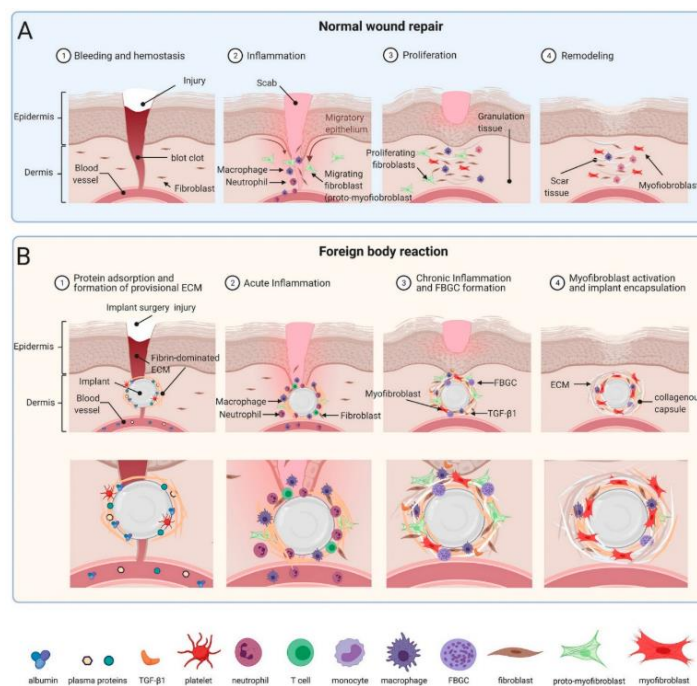 A
Normal wound repair
1 Bleeding and hemostasis
2 Inflammation
3 Proliferation
4 Remodeling
Injury
Scab
Epidermis
Migratory
epithelium
Granulation
tissue
Dermis
blot clot
Blood
vessel
Fibroblast
Macrophage
Neutrophil
Migrating
fibroblast
(proto-myofiobroblast
Proliferating
fibroblasts
Scar
tissue
Myofiobroblast
B
Foreign body reaction
1 Protein adsorption and
formation of provisional ECM
2 Acute Inflammation
3 Chronic Inflammation
and FBGC formation
4 Myofibroblast activation
and implant encapsulation
Implant surgery injury
Epidermis
Fibrin-dominated
ECM
Implant
Dermis
Blood
vessel
Macrophage
Neutrophil
Fibroblast
Myofibroblast
FBGC
TGF-β1
ECM
collagenous
capsule
albumin
plasma proteins
TGF-β1
platelet
neutrophil
T cell
monocyte
macrophage
FBGC
fibroblast
proto-myofibroblast
myofibroblast